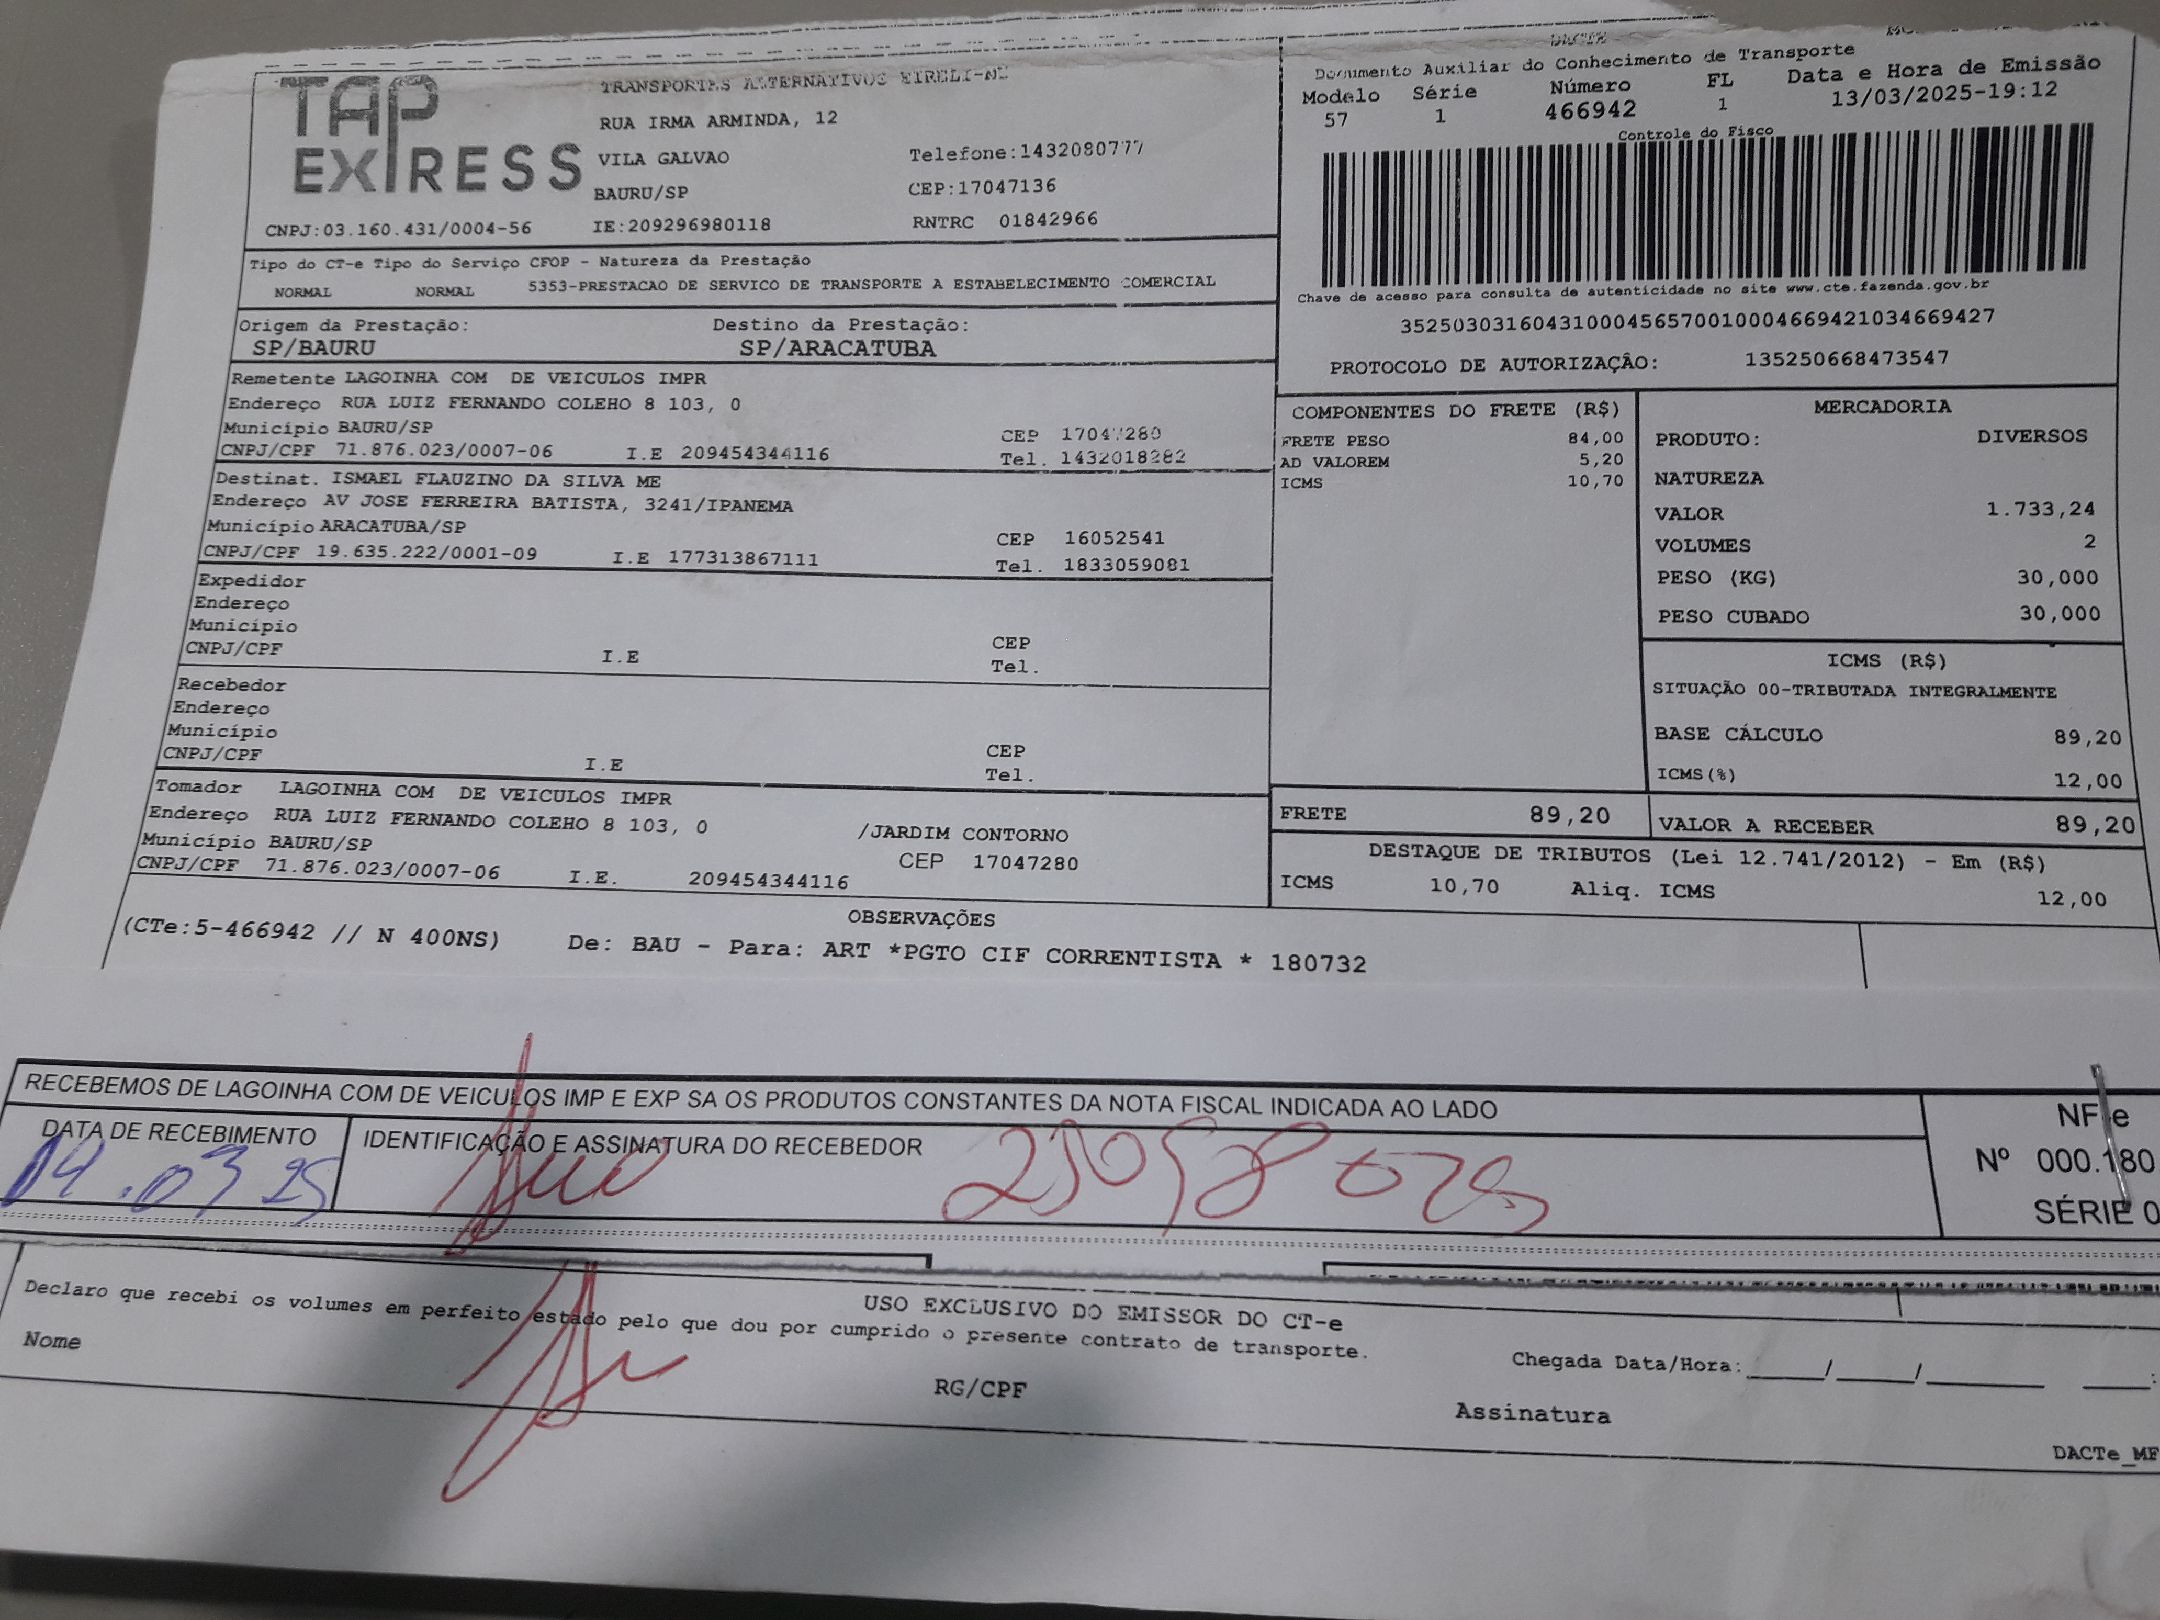 TAP
EXPRESS
TRANSPORTES ALTERNATIVOS EIRELI-ME
RUA IRMA ARMINDA, 12
VILA GALVAO Telefone:1432080777
BAURU/SP CEP:17047136
CNPJ:03.160.431/0004-56 IE:209296980118 RNTRC 01842966
DACTE
Documento Auxiliar do Conhecimento de Transporte
Modelo Série Número FL Data e Hora de Emissão
57 1 466942 1 13/03/2025-19:12
Controle do Fisco
Chave de acesso para consulta de autenticidade no site www.cte.fazenda.gov.br
35250303160431000456570010004669421034669427
PROTOCOLO DE AUTORIZAÇÃO: 135250668473547
Tipo do CT-e Tipo do Serviço CFOP - Natureza da Prestação
NORMAL NORMAL 5353-PRESTACAO DE SERVICO DE TRANSPORTE A ESTABELECIMENTO COMERCIAL
Origem da Prestação: Destino da Prestação:
SP/BAURU SP/ARACATUBA
Remetente LAGOINHA COM DE VEICULOS IMPR
Endereço RUA LUIZ FERNANDO COLEHO 8 103, 0
Município BAURU/SP CEP 17047280
CNPJ/CPF 71.876.023/0007-06 I.E 209454344116 Tel. 1432018282
Destinat. ISMAEL FLAUZINO DA SILVA ME
Endereço AV JOSE FERREIRA BATISTA, 3241/IPANEMA
Município ARACATUBA/SP CEP 16052541
CNPJ/CPF 19.635.222/0001-09 I.E 177313867111 Tel. 1833059081
Expedidor
Endereço
Município CEP
CNPJ/CPF I.E Tel.
Recebedor
Endereço
Município CEP
CNPJ/CPF I.E Tel.
Tomador LAGOINHA COM DE VEICULOS IMPR
Endereço RUA LUIZ FERNANDO COLEHO 8 103, 0 /JARDIM CONTORNO
Município BAURU/SP CEP 17047280
CNPJ/CPF 71.876.023/0007-06 I.E. 209454344116
COMPONENTES DO FRETE (R$)
FRETE PESO 84,00
AD VALOREM 5,20
ICMS 10,70
MERCADORIA
PRODUTO: DIVERSOS
NATUREZA
VALOR 1.733,24
VOLUMES 2
PESO (KG) 30,000
PESO CUBADO 30,000
ICMS (R$)
SITUAÇÃO 00-TRIBUTADA INTEGRALMENTE
BASE CÁLCULO 89,20
ICMS(%) 12,00
FRETE 89,20 VALOR A RECEBER 89,20
DESTAQUE DE TRIBUTOS (Lei 12.741/2012) - Em (R$)
ICMS 10,70 Aliq. ICMS 12,00
OBSERVAÇÕES
(CTe:5-466942 // N 400NS) De: BAU - Para: ART *PGTO CIF CORRENTISTA * 180732
RECEBEMOS DE LAGOINHA COM DE VEICULOS IMP E EXP SA OS PRODUTOS CONSTANTES DA NOTA FISCAL INDICADA AO LADO
DATA DE RECEBIMENTO IDENTIFICAÇÃO E ASSINATURA DO RECEBEDOR
14.03 25
NF-e
Nº 000.180
SÉRIE 0
USO EXCLUSIVO DO EMISSOR DO CT-e
Declaro que recebi os volumes em perfeito estado pelo que dou por cumprido o presente contrato de transporte.
Nome RG/CPF Chegada Data/Hora:____/____/______ ____:
Assinatura
DACTe_MF